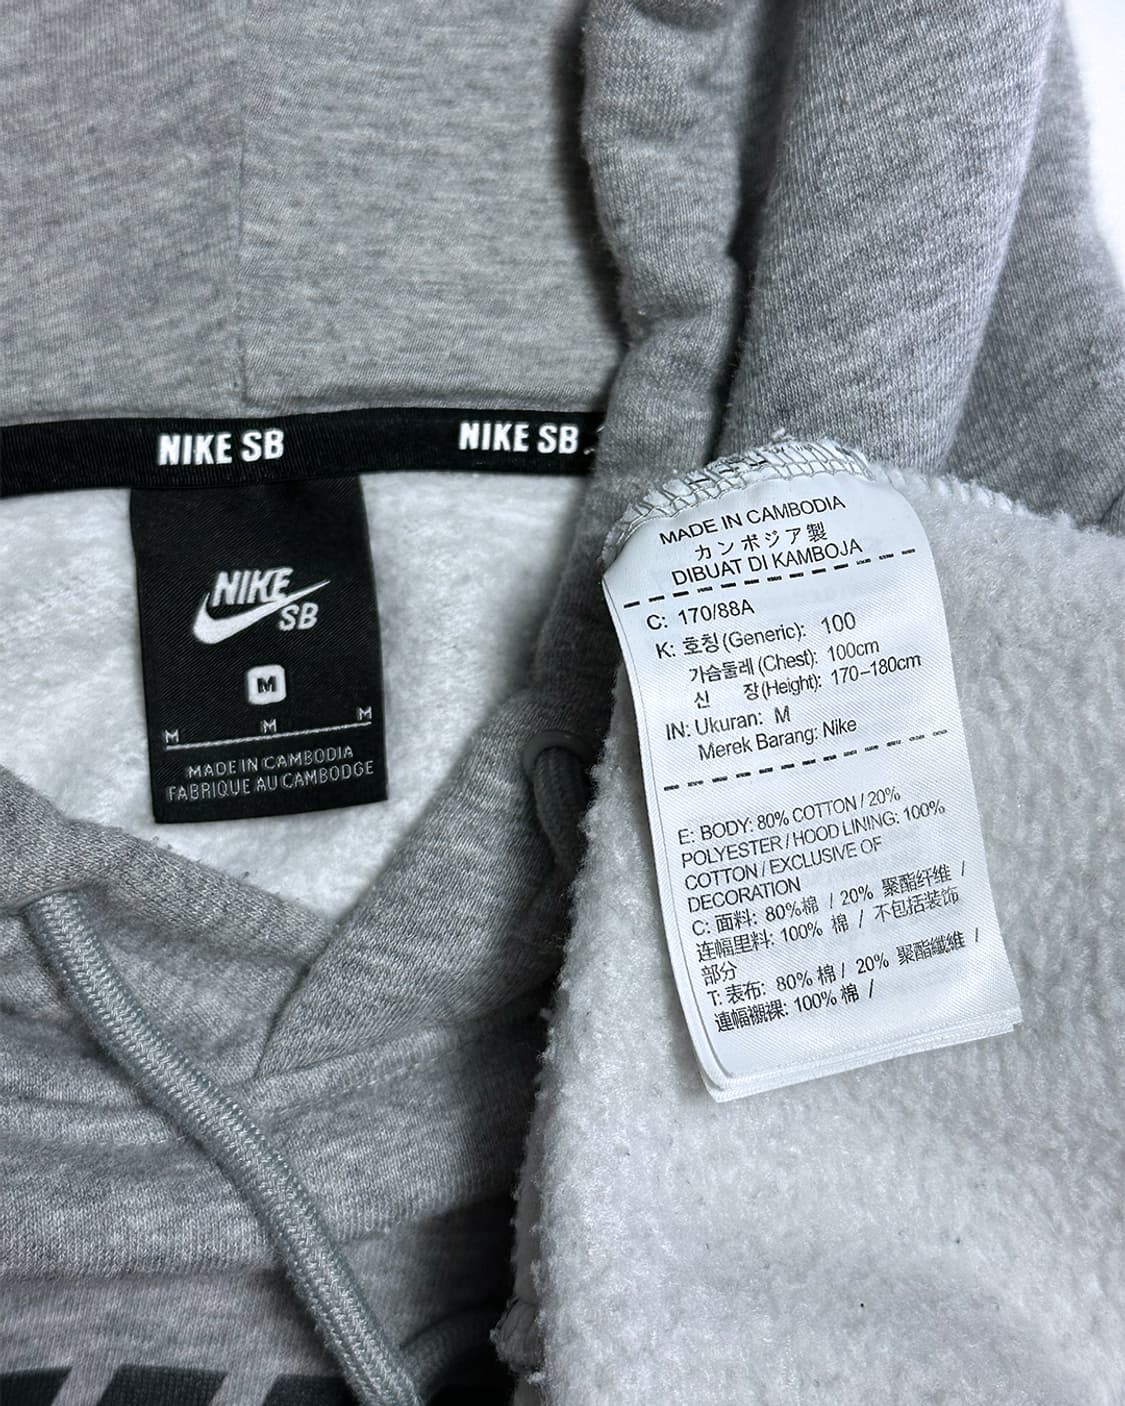 NIKE SB
NIKE SB
NIKE
SB
M
M M M
MADE IN CAMBODIA
FABRIQUE AU CAMBODGE
MADE IN CAMBODIA
カンボジア製
DIBUAT DI KAMBOJA
C: 170/88A
K: 호칭 (Generic): 100
가슴둘레 (Chest): 100cm
신 장 (Height): 170-180cm
IN: Ukuran: M
Merek Barang: Nike
E: BODY: 80% COTTON / 20%
POLYESTER / HOOD LINING: 100%
COTTON / EXCLUSIVE OF
DECORATION
C: 面料: 80%棉 / 20% 聚酯纤维 /
连帽里料: 100% 棉 / 不包括装饰
部分
T: 表布: 80% 棉 / 20% 聚酯纖維 /
連帽襯裡: 100% 棉 /